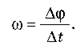 ω = Δφ / Δt.